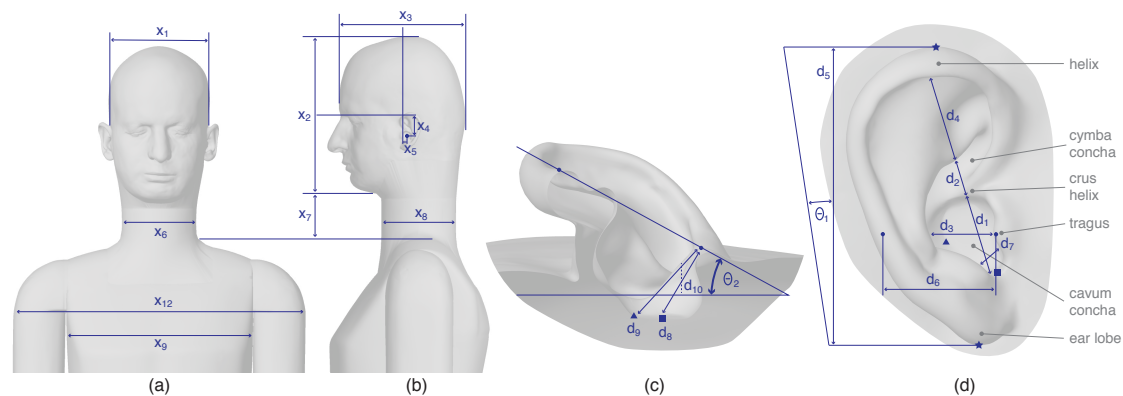 x1
x6
x12
x9
(a)
x3
x2
x4
x5
x7
x8
(b)
Θ2
d10
d9
d8
(c)
d5
d4
d2
d1
d3
d7
d6
Θ1
helix
cymba
concha
crus
helix
tragus
cavum
concha
ear lobe
(d)